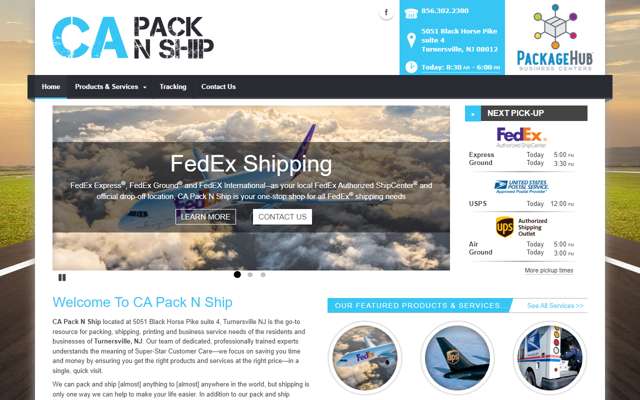 CA PACK N SHIP
856.302.2300
5051 Black Horse Pike
suite 4
Turnersville, NJ 08012
Today: 8:30 AM - 6:00 PM
PACKAGEHUB
BUSINESS CENTERS
Home
Products & Services
Tracking
Contact Us
FedEx Shipping
FedEx Express®, FedEx Ground® and FedEX International–as your local FedEx Authorized ShipCenter® and
official drop-off location, CA Pack N Ship is your one-stop shop for all FedEx® shipping needs
LEARN MORE
CONTACT US
» NEXT PICK-UP
FedEx
Authorized ShipCenter
Express Today 5:00 PM
Ground Today 3:30 PM
UNITED STATES
POSTAL SERVICE
Approved Postal Provider
USPS Today 12:00 PM
ups
Authorized
Shipping
Outlet
Air Today 5:00 PM
Ground Today 3:00 PM
More pickup times
Welcome To CA Pack N Ship
CA Pack N Ship located at 5051 Black Horse Pike suite 4, Turnersville NJ is the go-to
resource for packing, shipping, printing and business service needs of the residents and
businesses of Turnersville, NJ. Our team of dedicated, professionally trained experts
understands the meaning of Super-Star Customer Care—we focus on saving you time
and money by ensuring you get the right products and services at the right price—in a
single, quick visit.
We can pack and ship [almost] anything to [almost] anywhere in the world, but shipping is
only one way we can help to make your life easier. In addition to our pack and ship
OUR FEATURED PRODUCTS & SERVICES...
See All Services >>
FedEx
ups